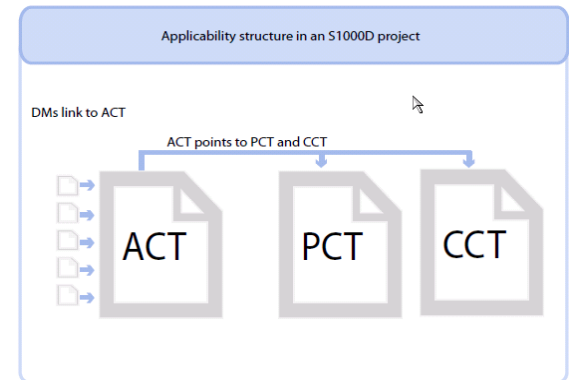 Applicability structure in an S1000D project
DMs link to ACT
ACT points to PCT and CCT
ACT
PCT
CCT